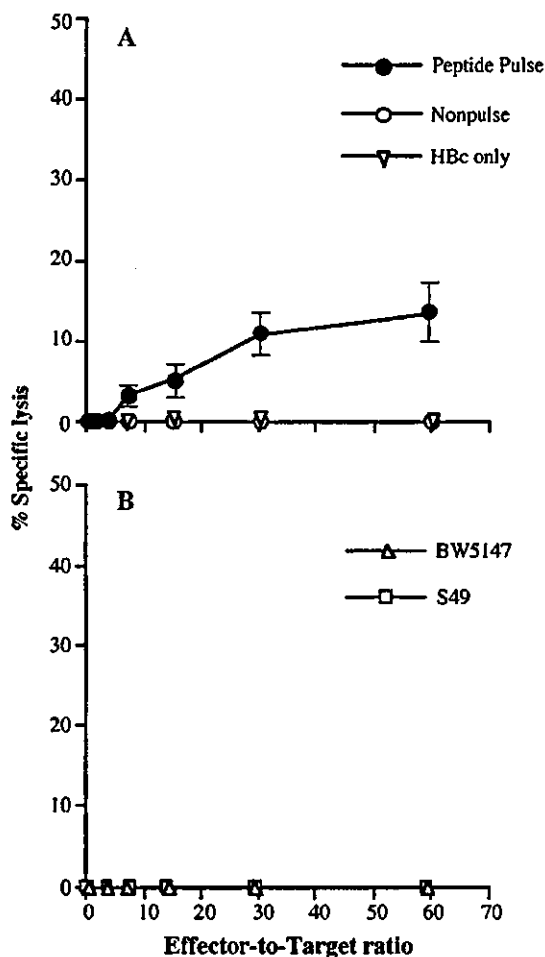 A
50
40
30
20
10
0
Peptide Pulse
Nonpulse
HBc only
% Specific lysis
B
50
40
30
20
10
0
BW5147
S49
0 10 20 30 40 50 60 70
Effector-to-Target ratio